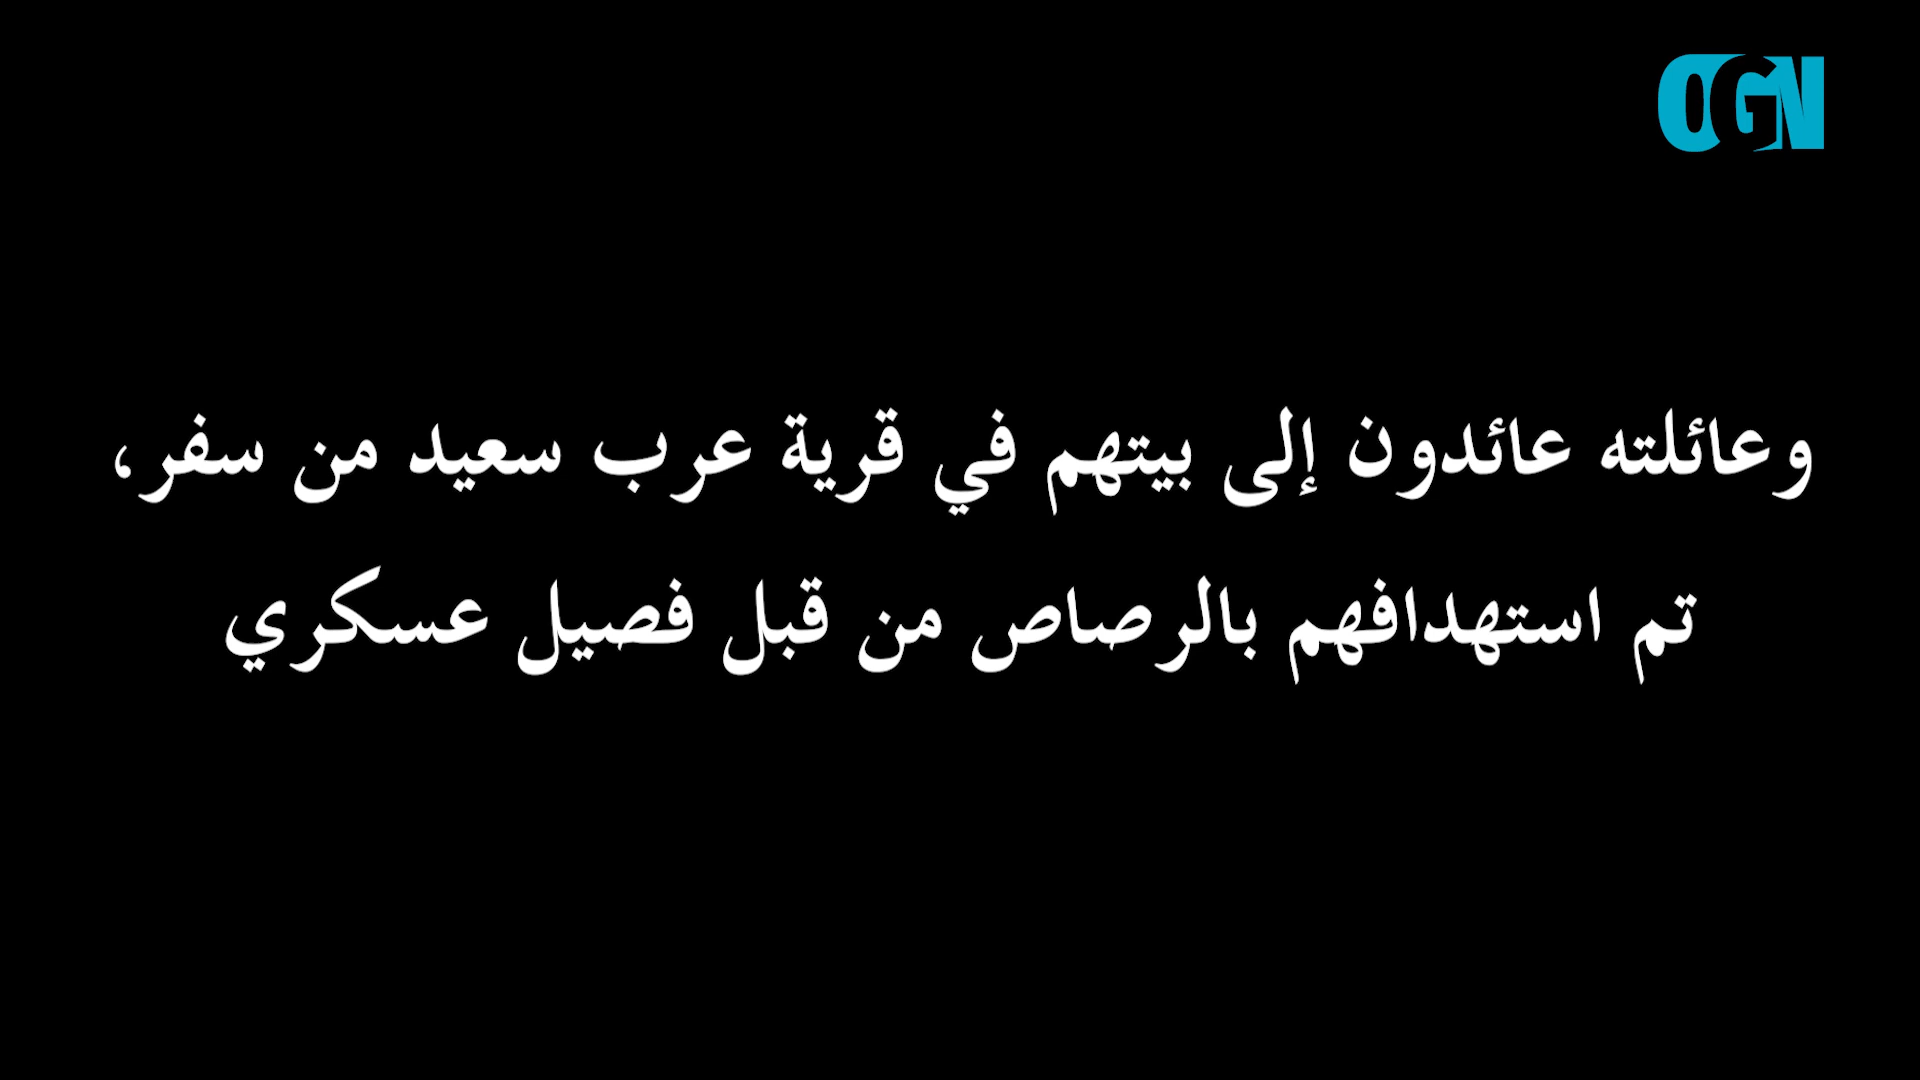 OGN
وعائلته عائدون إلى بيتهم في قرية عرب سعيد من سفر،
تم استهدافهم بالرصاص من قبل فصيل عسكري